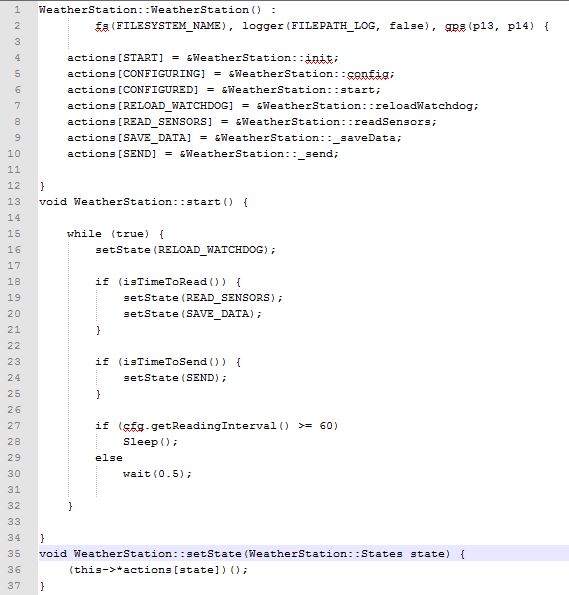 1 WeatherStation::WeatherStation() :
2         fs(FILESYSTEM_NAME), logger(FILEPATH_LOG, false), gps(p13, p14) {
3
4     actions[START] = &WeatherStation::init;
5     actions[CONFIGURING] = &WeatherStation::config;
6     actions[CONFIGURED] = &WeatherStation::start;
7     actions[RELOAD_WATCHDOG] = &WeatherStation::reloadWatchdog;
8     actions[READ_SENSORS] = &WeatherStation::readSensors;
9     actions[SAVE_DATA] = &WeatherStation::_saveData;
10     actions[SEND] = &WeatherStation::_send;
11
12 }
13 void WeatherStation::start() {
14
15     while (true) {
16         setState(RELOAD_WATCHDOG);
17
18         if (isTimeToRead()) {
19             setState(READ_SENSORS);
20             setState(SAVE_DATA);
21         }
22
23         if (isTimeToSend()) {
24             setState(SEND);
25         }
26
27         if (cfg.getReadingInterval() >= 60)
28             Sleep();
29         else
30             wait(0.5);
31
32     }
33
34 }
35 void WeatherStation::setState(WeatherStation::States state) {
36     (this->*actions[state])();
37 }